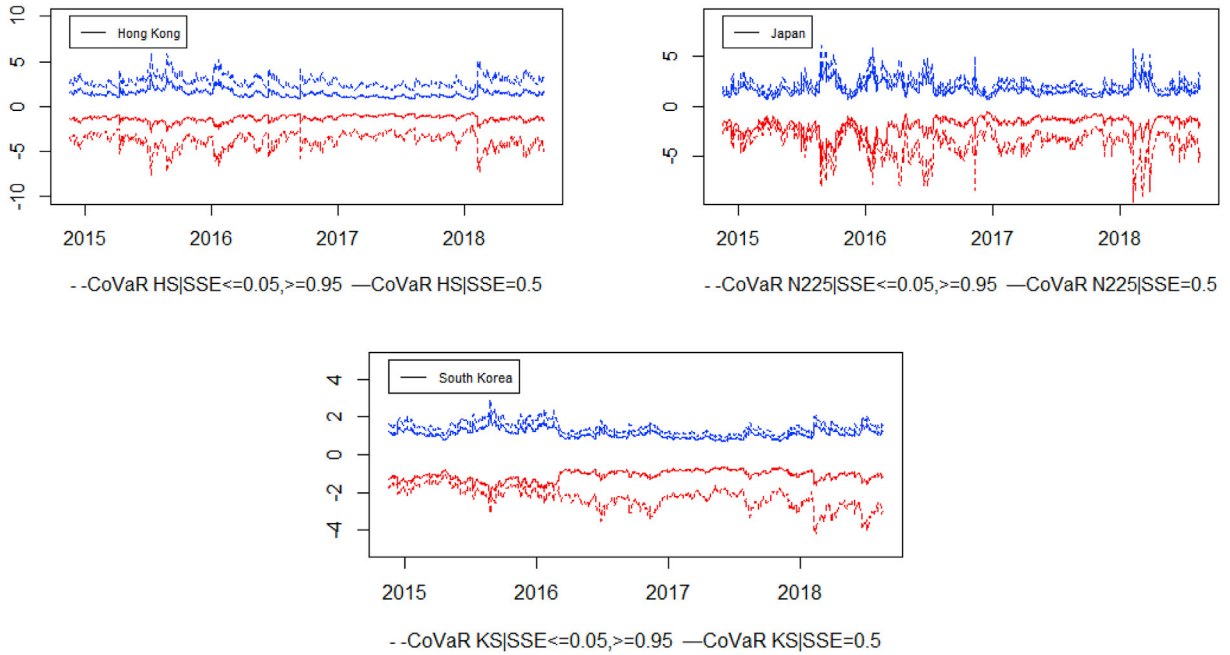 10
5
0
-5
-10
Hong Kong
2015 2016 2017 2018
- -CoVaR HS|SSE<=0.05,>=0.95 —CoVaR HS|SSE=0.5
5
0
-5
Japan
2015 2016 2017 2018
- -CoVaR N225|SSE<=0.05,>=0.95 —CoVaR N225|SSE=0.5
4
2
0
-2
-4
South Korea
2015 2016 2017 2018
- -CoVaR KS|SSE<=0.05,>=0.95 —CoVaR KS|SSE=0.5